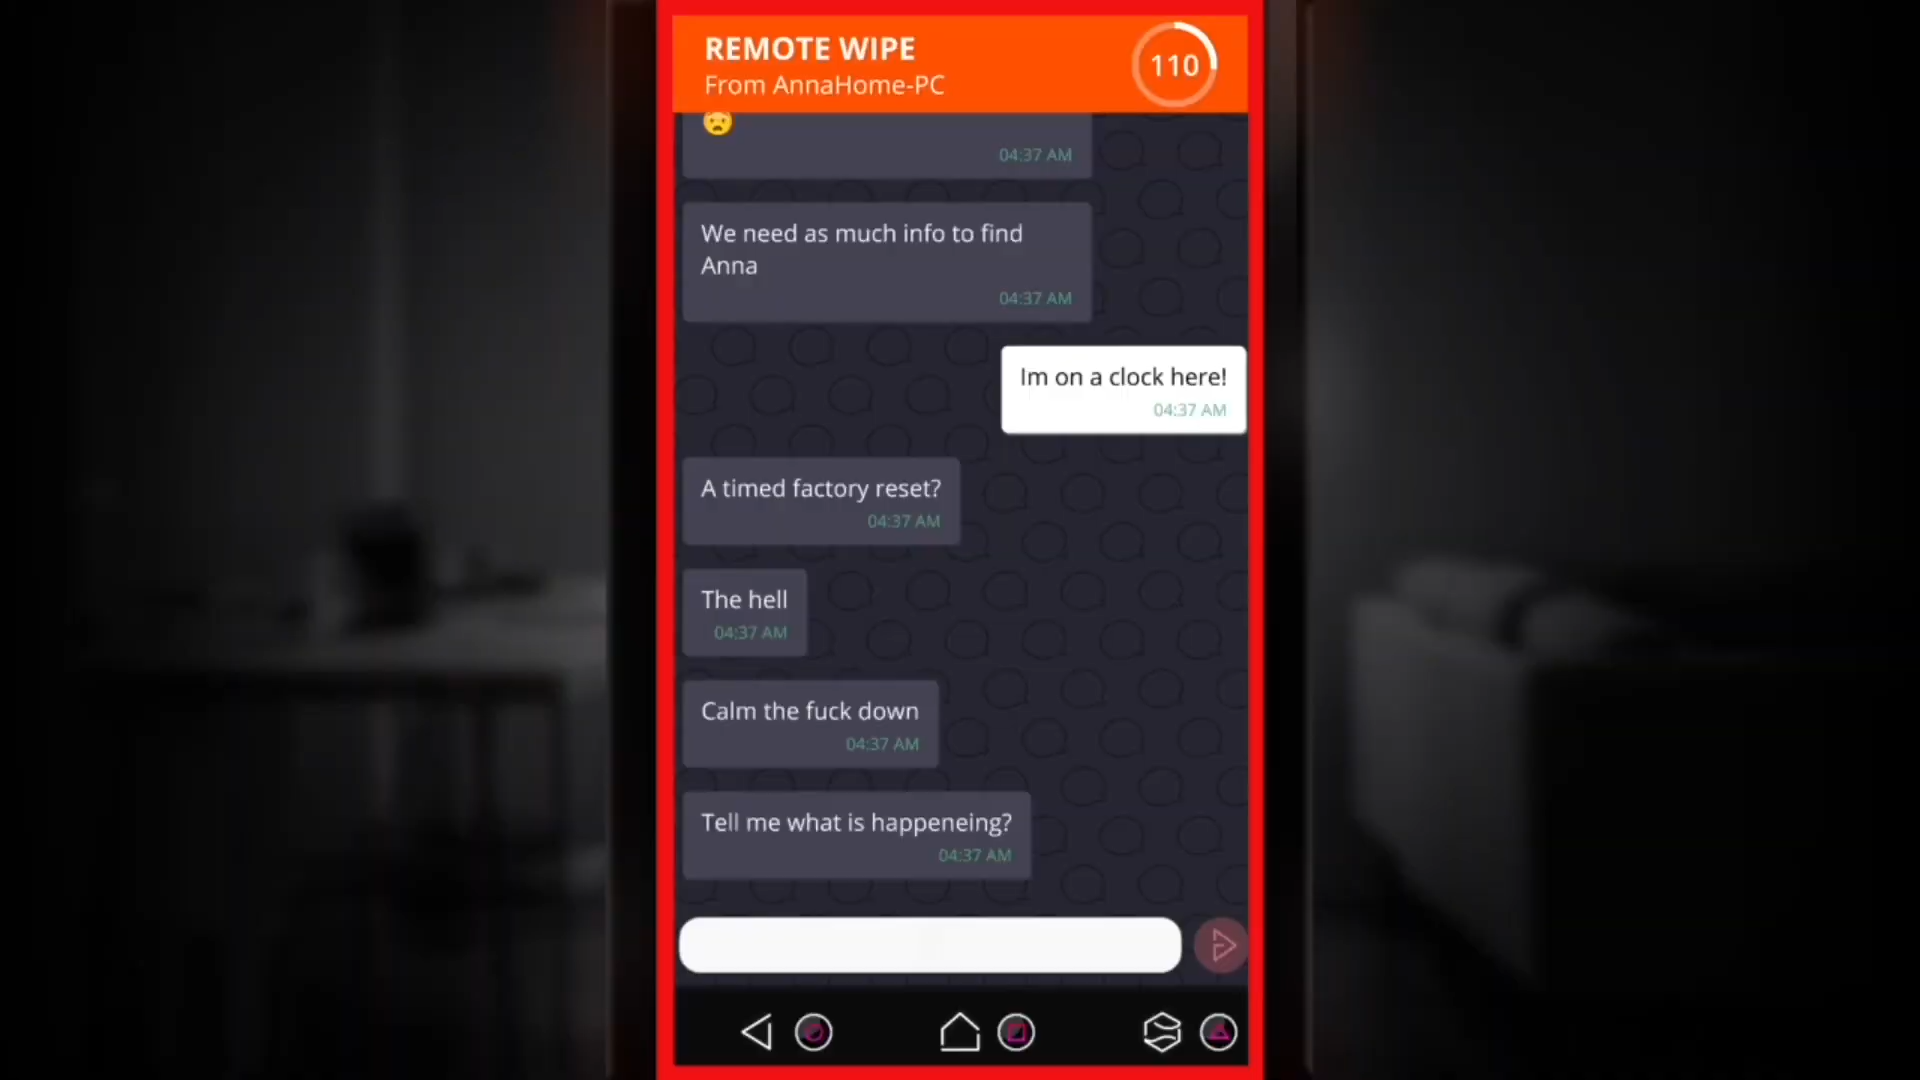 REMOTE WIPE
From AnnaHome-PC
110
04:37 AM
We need as much info to find
Anna
04:37 AM
Im on a clock here!
04:37 AM
A timed factory reset?
04:37 AM
The hell
04:37 AM
Calm the fuck down
04:37 AM
Tell me what is happeneing?
04:37 AM